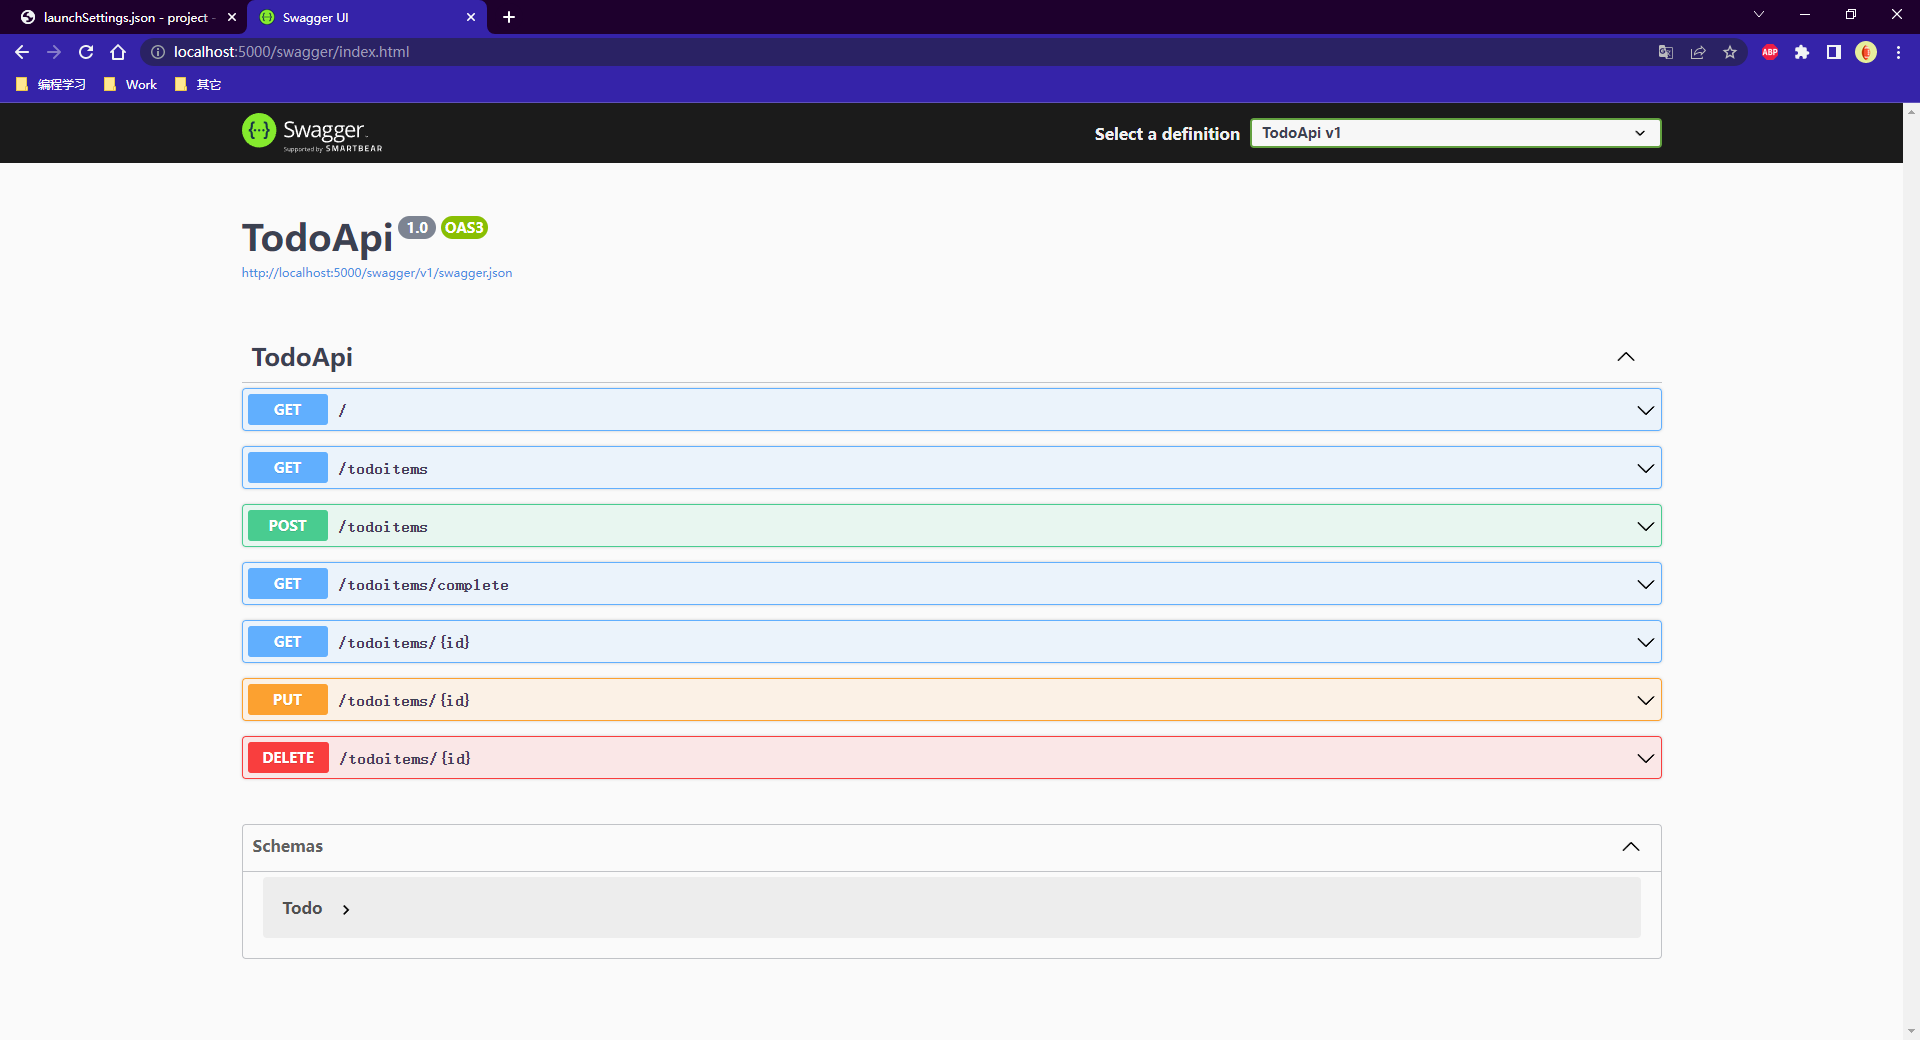 launchSettings.json - project -
Swagger UI
localhost:5000/swagger/index.html
ABP
编程学习
Work
其它
Swagger
Supported by SMARTBEAR
Select a definition
TodoApi v1
TodoApi 1.0 OAS3
http://localhost:5000/swagger/v1/swagger.json
TodoApi
GET /
GET /todoitems
POST /todoitems
GET /todoitems/complete
GET /todoitems/{id}
PUT /todoitems/{id}
DELETE /todoitems/{id}
Schemas
Todo